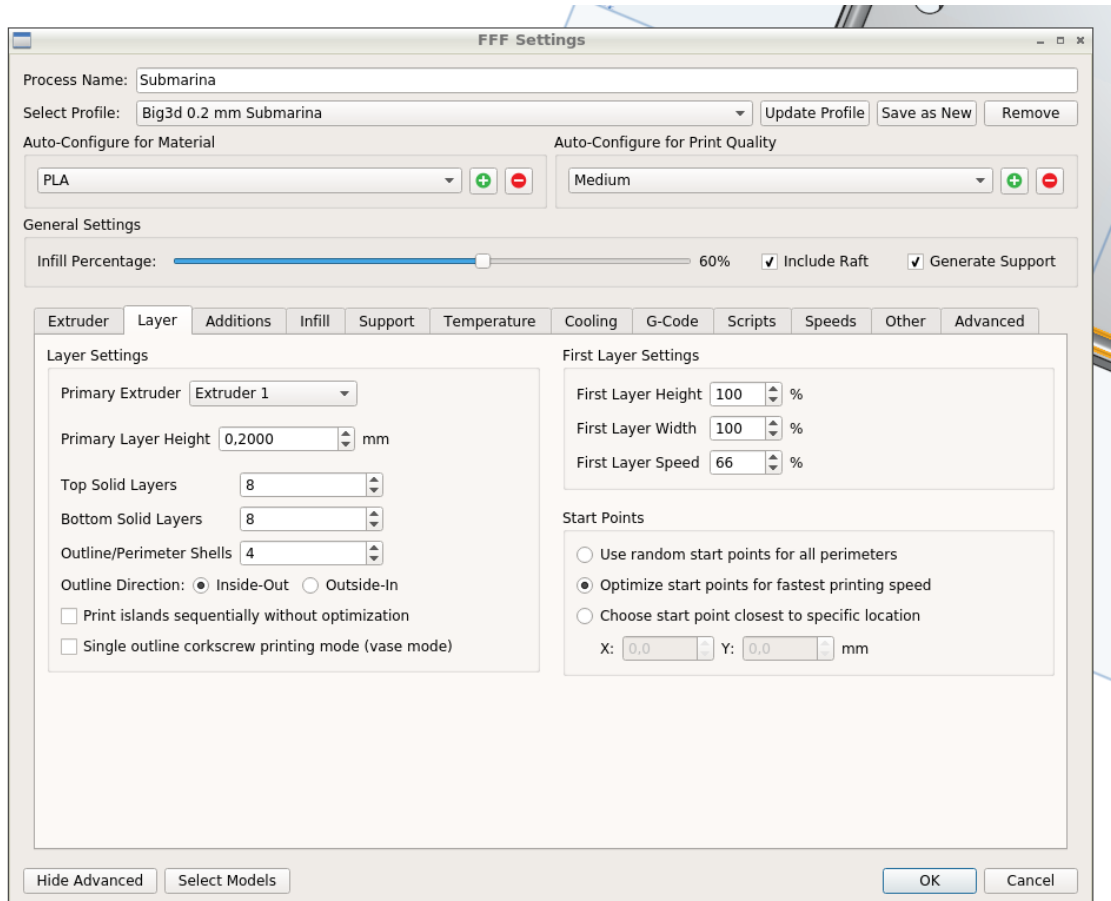 FFF Settings
Process Name: Submarina
Select Profile: Big3d 0.2 mm Submarina Update Profile Save as New Remove
Auto-Configure for Material Auto-Configure for Print Quality
PLA Medium
General Settings
Infill Percentage: 60% Include Raft Generate Support
Extruder Layer Additions Infill Support Temperature Cooling G-Code Scripts Speeds Other Advanced
Layer Settings
Primary Extruder Extruder 1
Primary Layer Height 0,2000 mm
Top Solid Layers 8
Bottom Solid Layers 8
Outline/Perimeter Shells 4
Outline Direction: Inside-Out Outside-In
Print islands sequentially without optimization
Single outline corkscrew printing mode (vase mode)
First Layer Settings
First Layer Height 100 %
First Layer Width 100 %
First Layer Speed 66 %
Start Points
Use random start points for all perimeters
Optimize start points for fastest printing speed
Choose start point closest to specific location
X: 0,0 Y: 0,0 mm
Hide Advanced Select Models OK Cancel